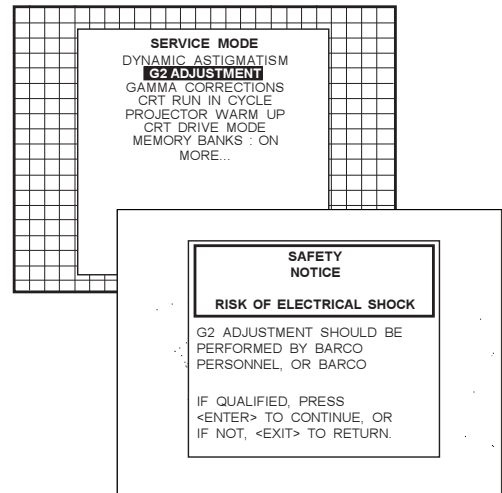 SERVICE MODE
DYNAMIC ASTIGMATISM
G2 ADJUSTMENT
GAMMA CORRECTIONS
CRT RUN IN CYCLE
PROJECTOR WARM UP
CRT DRIVE MODE
MEMORY BANKS : ON
MORE...
SAFETY
NOTICE
RISK OF ELECTRICAL SHOCK
G2 ADJUSTMENT SHOULD BE
PERFORMED BY BARCO
PERSONNEL, OR BARCO
IF QUALIFIED, PRESS
<ENTER> TO CONTINUE, OR
IF NOT, <EXIT> TO RETURN.